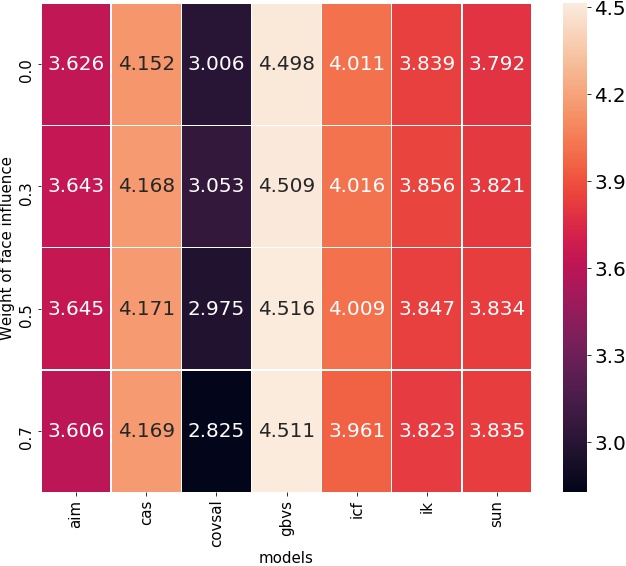 4.5
4.2
3.9
3.6
3.3
3.0
Weight of face influence
0.0 3.626 4.152 3.006 4.498 4.011 3.839 3.792
0.3 3.643 4.168 3.053 4.509 4.016 3.856 3.821
0.5 3.645 4.171 2.975 4.516 4.009 3.847 3.834
0.7 3.606 4.169 2.825 4.511 3.961 3.823 3.835
aim cas covsal gbvs icf ik sun
models